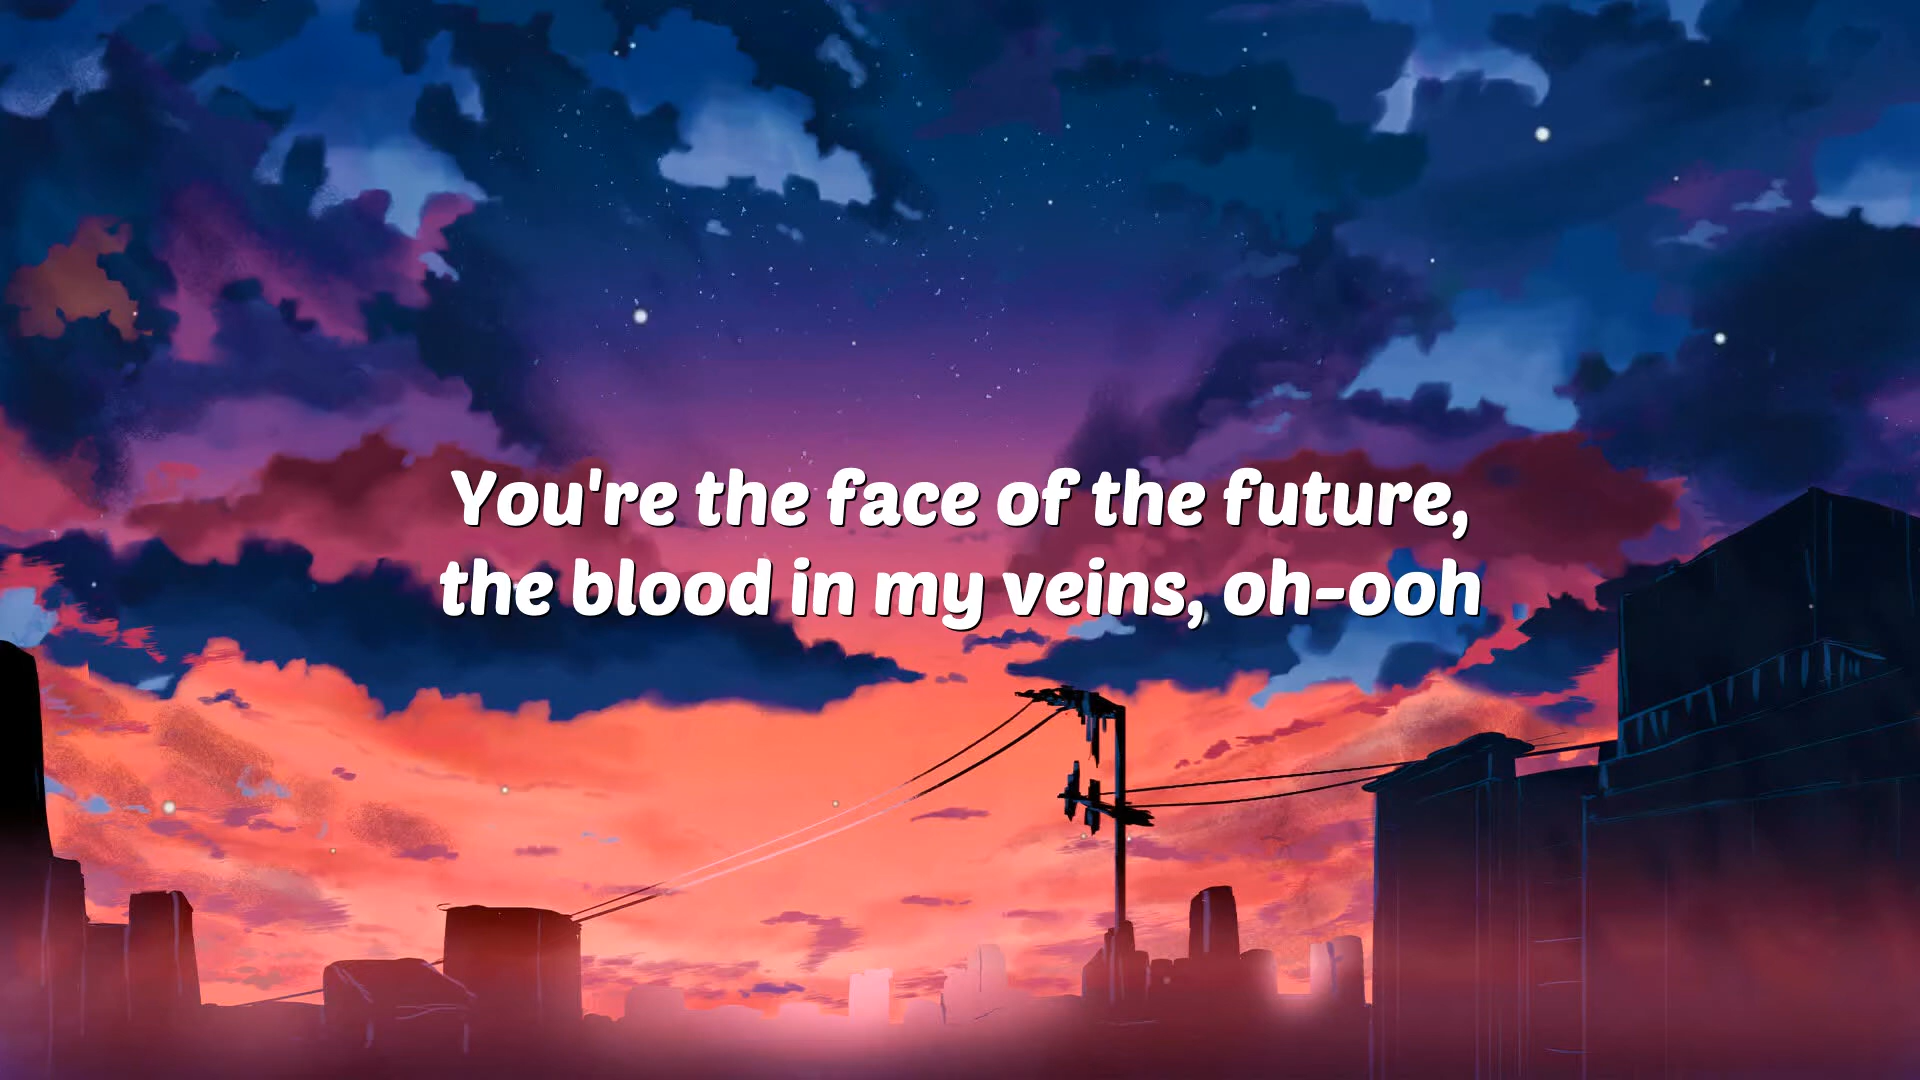 You're the face of the future,
the blood in my veins, oh-ooh